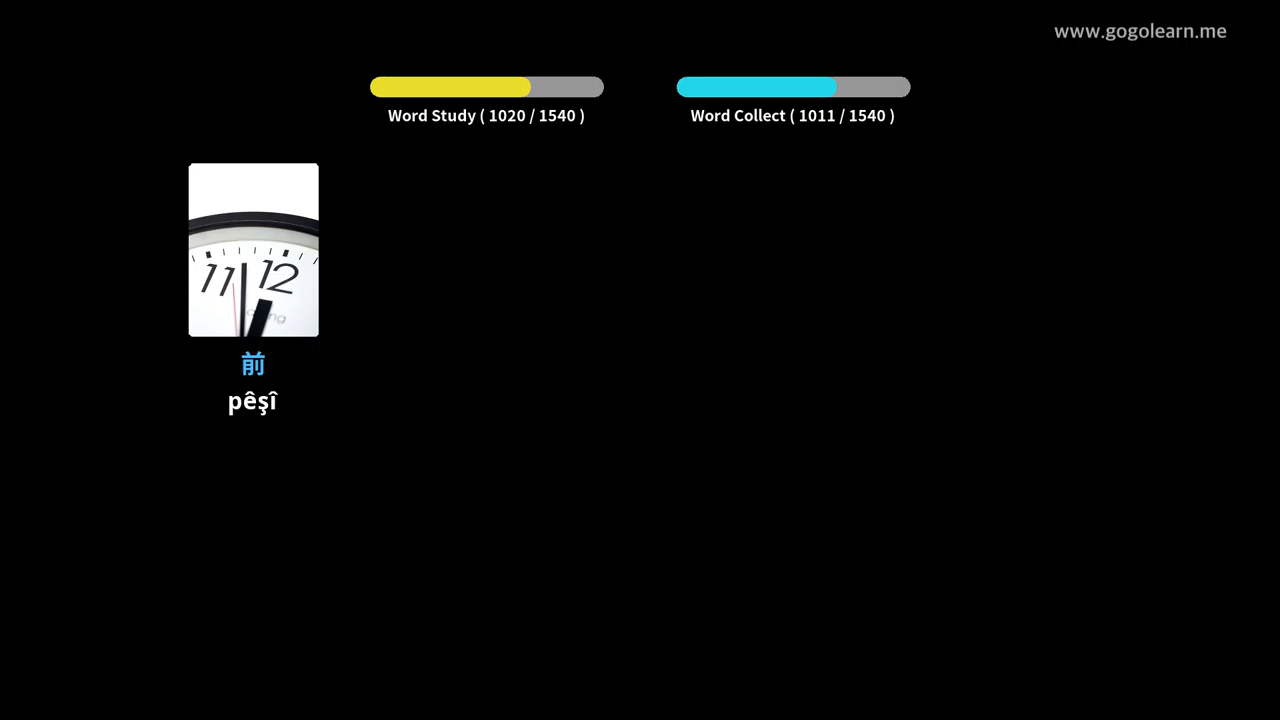 www.gogolearn.me
Word Study ( 1020 / 1540 )
Word Collect ( 1011 / 1540 )
11 12
前
pêşî